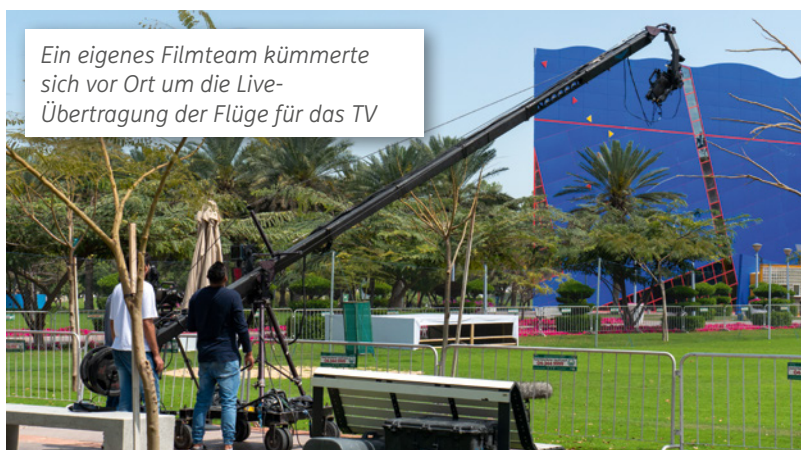 Ein eigenes Filmteam kümmerte
sich vor Ort um die Live-
Übertragung der Flüge für das TV